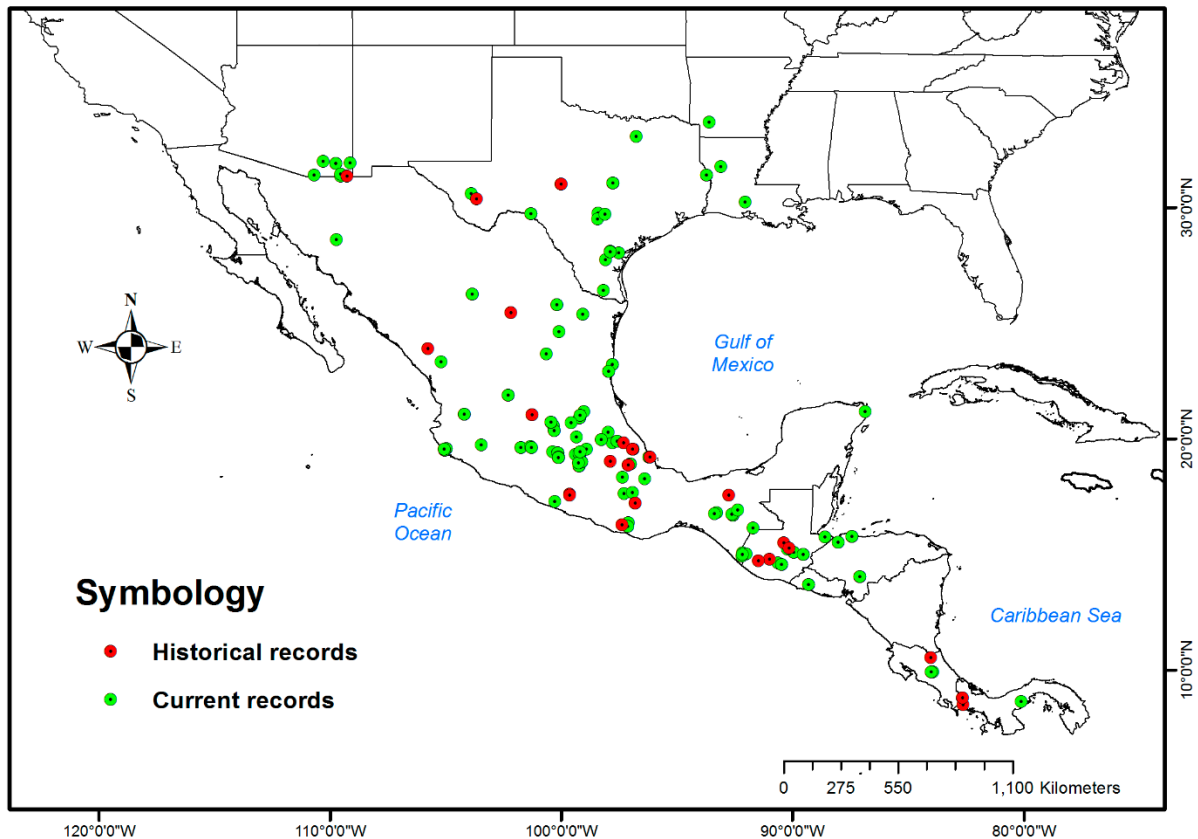 30°0'0"N
N
W
E
S
Gulf of
Mexico
20°0'0"N
Pacific
Ocean
Symbology
Caribbean Sea
Historical records
Current records
10°0'0"N
0 275 550 1,100 Kilometers
120°0'0"W 110°0'0"W 100°0'0"W 90°0'0"W 80°0'0"W